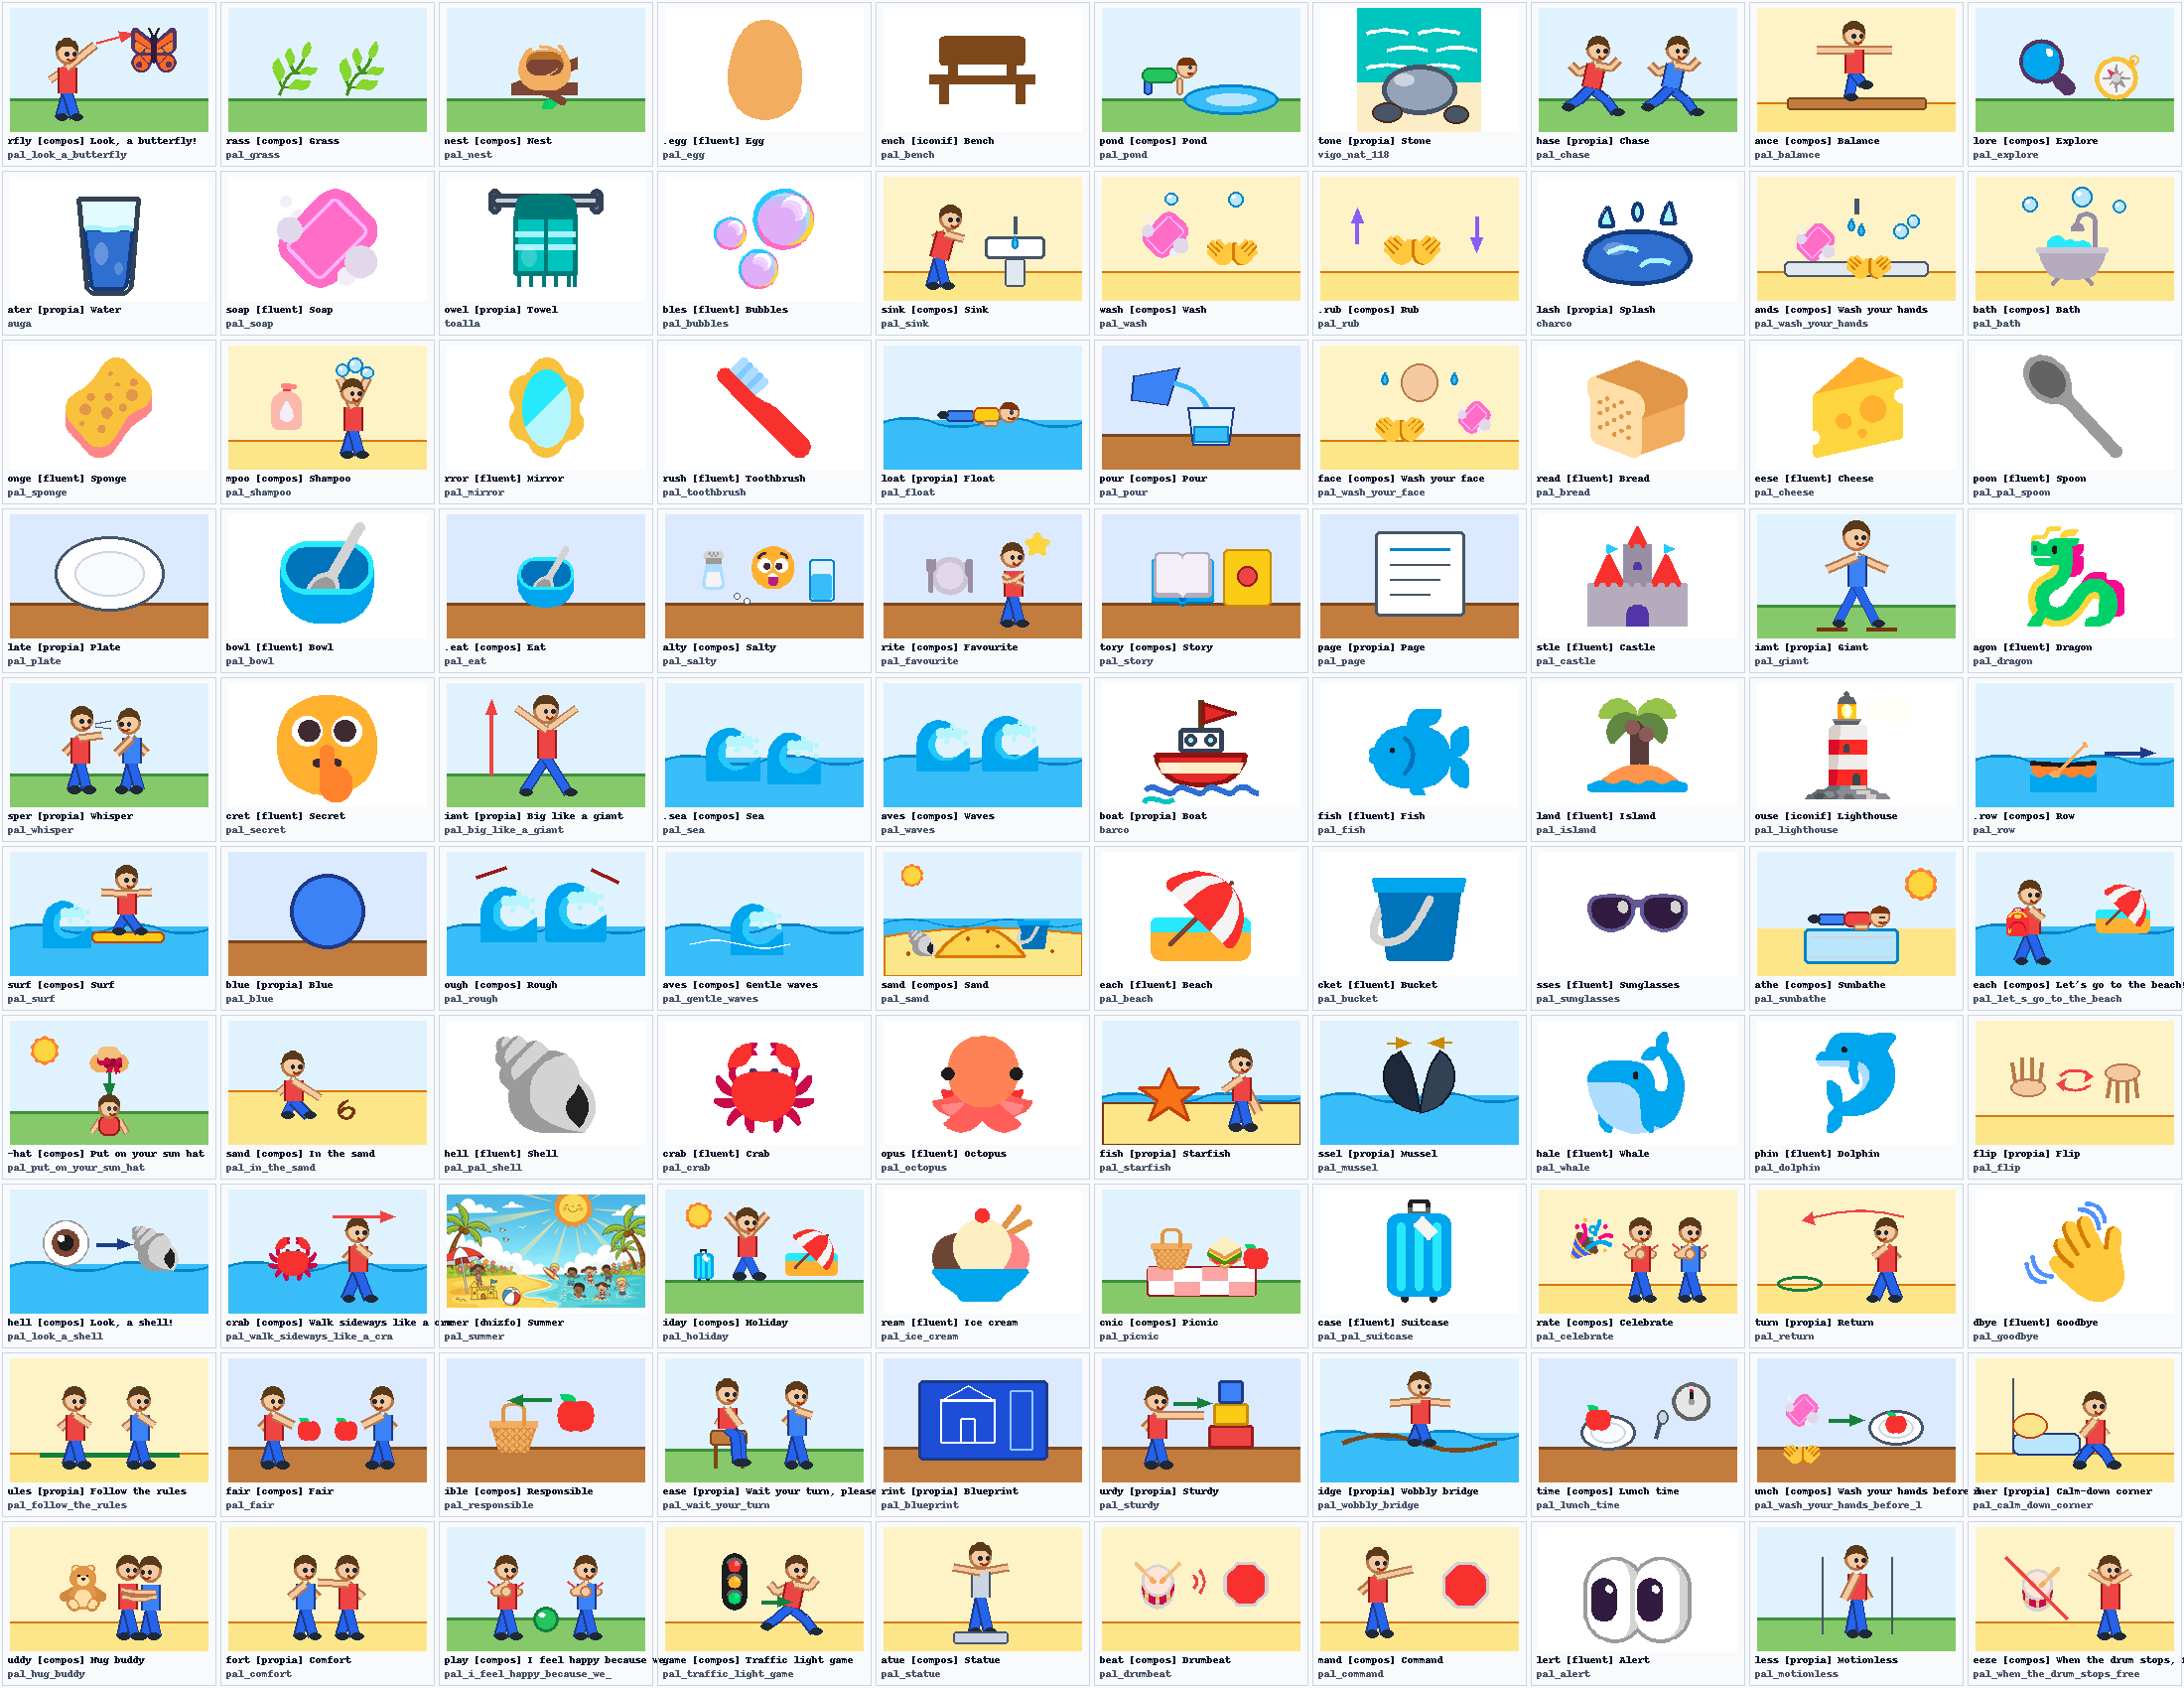 rfly [compos] Look, a butterfly!
pal_look_a_butterfly
rass [compos] Grass
pal_grass
nest [compos] Nest
pal_nest
.egg [fluent] Egg
pal_egg
ench [iconif] Bench
pal_bench
pond [compos] Pond
pal_pond
tone [propia] Stone
vigo_nat_118
hase [propia] Chase
pal_chase
ance [compos] Balance
pal_balance
lore [compos] Explore
pal_explore
ater [propia] Water
auga
soap [fluent] Soap
pal_soap
owel [propia] Towel
toalla
bles [fluent] Bubbles
pal_bubbles
sink [compos] Sink
pal_sink
wash [compos] Wash
pal_wash
.rub [compos] Rub
pal_rub
lash [propia] Splash
charco
ands [compos] Wash your hands
pal_wash_your_hands
bath [compos] Bath
pal_bath
onge [fluent] Sponge
pal_sponge
mpoo [compos] Shampoo
pal_shampoo
rror [fluent] Mirror
pal_mirror
rush [fluent] Toothbrush
pal_toothbrush
loat [propia] Float
pal_float
pour [compos] Pour
pal_pour
face [compos] Wash your face
pal_wash_your_face
read [fluent] Bread
pal_bread
eese [fluent] Cheese
pal_cheese
poon [fluent] Spoon
pal_pal_spoon
late [propia] Plate
pal_plate
bowl [fluent] Bowl
pal_bowl
.eat [compos] Eat
pal_eat
alty [compos] Salty
pal_salty
rite [compos] Favourite
pal_favourite
tory [compos] Story
pal_story
page [propia] Page
pal_page
stle [fluent] Castle
pal_castle
iant [propia] Giant
pal_giant
agon [fluent] Dragon
pal_dragon
sper [propia] Whisper
pal_whisper
cret [fluent] Secret
pal_secret
iant [propia] Big like a giant
pal_big_like_a_giant
.sea [compos] Sea
pal_sea
aves [compos] Waves
pal_waves
boat [propia] Boat
barco
fish [fluent] Fish
pal_fish
land [fluent] Island
pal_island
ouse [iconif] Lighthouse
pal_lighthouse
.row [compos] Row
pal_row
surf [compos] Surf
pal_surf
blue [propia] Blue
pal_blue
ough [compos] Rough
pal_rough
aves [compos] Gentle waves
pal_gentle_waves
sand [compos] Sand
pal_sand
each [fluent] Beach
pal_beach
cket [fluent] Bucket
pal_bucket
sses [fluent] Sunglasses
pal_sunglasses
athe [compos] Sunbathe
pal_sunbathe
each [compos] Let's go to the beach!
pal_let_s_go_to_the_beach
-hat [compos] Put on your sun hat
pal_put_on_your_sun_hat
sand [compos] In the sand
pal_in_the_sand
hell [fluent] Shell
pal_pal_shell
crab [fluent] Crab
pal_crab
opus [fluent] Octopus
pal_octopus
fish [propia] Starfish
pal_starfish
ssel [propia] Mussel
pal_mussel
hale [fluent] Whale
pal_whale
phin [fluent] Dolphin
pal_dolphin
flip [propia] Flip
pal_flip
hell [compos] Look, a shell!
pal_look_a_shell
crab [compos] Walk sideways like a
pal_walk_sideways_like_a_cra
mer [dnizfo] Summer
pal_summer
iday [compos] Holiday
pal_holiday
ream [fluent] Ice cream
pal_ice_cream
cnic [compos] Picnic
pal_picnic
case [fluent] Suitcase
pal_pal_suitcase
rate [compos] Celebrate
pal_celebrate
turn [propia] Return
pal_return
dbye [fluent] Goodbye
pal_goodbye
ules [propia] Follow the rules
pal_follow_the_rules
fair [compos] Fair
pal_fair
ible [compos] Responsible
pal_responsible
ease [propia] Wait your turn, please
pal_wait_your_turn
rint [propia] Blueprint
pal_blueprint
urdy [propia] Sturdy
pal_sturdy
idge [propia] Wobbly bridge
pal_wobbly_bridge
time [compos] Lunch time
pal_lunch_time
unch [compos] Wash your hands before
pal_wash_your_hands_before_l
ner [propia] Calm-down corner
pal_calm_down_corner
uddy [compos] Hug buddy
pal_hug_buddy
fort [propia] Comfort
pal_comfort
play [compos] I feel happy because
pal_i_feel_happy_because_we_
game [compos] Traffic light game
pal_traffic_light_game
atue [compos] Statue
pal_statue
beat [compos] Drumbeat
pal_drumbeat
mand [compos] Command
pal_command
lert [fluent] Alert
pal_alert
less [propia] Motionless
pal_motionless
eeze [compos] When the drum stops,
pal_when_the_drum_stops_free